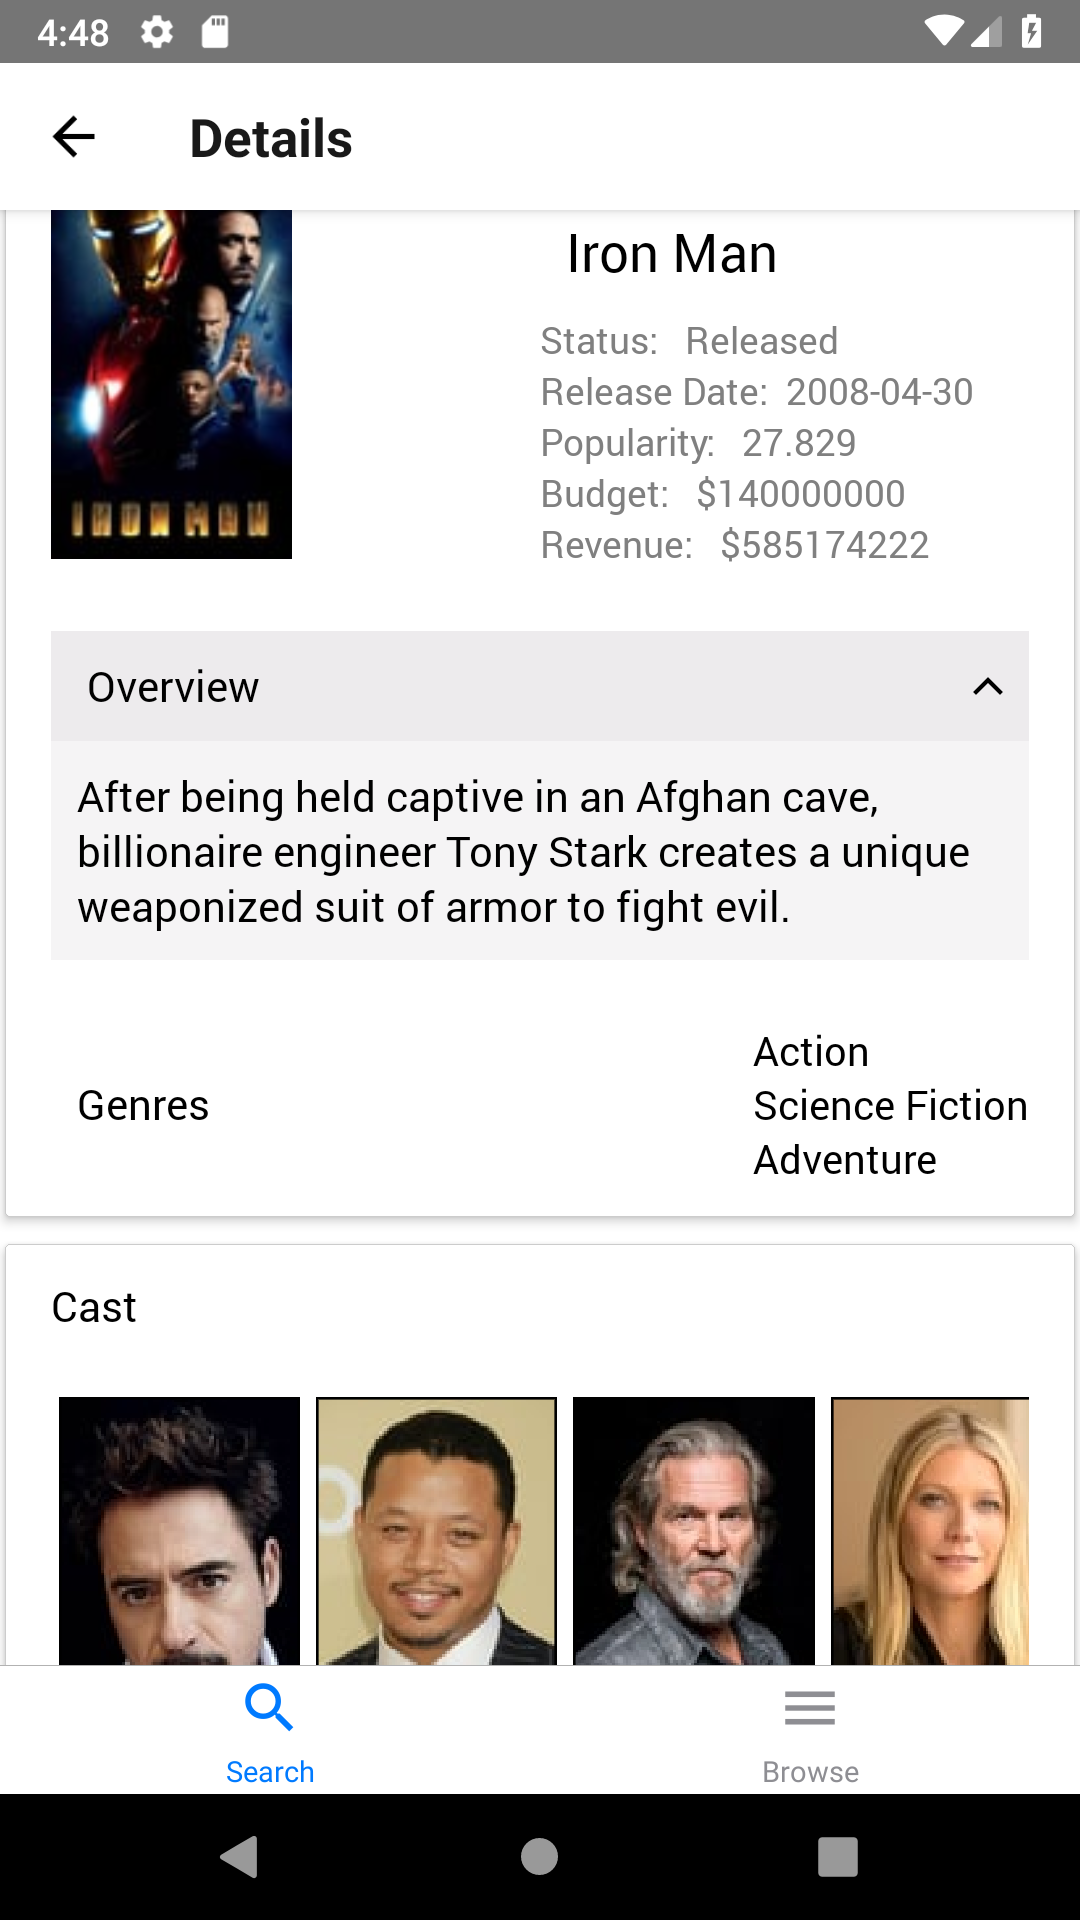 4:48
Details
IRON MAN
Iron Man
Status: Released
Release Date: 2008-04-30
Popularity: 27.829
Budget: $140000000
Revenue: $585174222
Overview
After being held captive in an Afghan cave,
billionaire engineer Tony Stark creates a unique
weaponized suit of armor to fight evil.
Genres
Action
Science Fiction
Adventure
Cast
Search
Browse